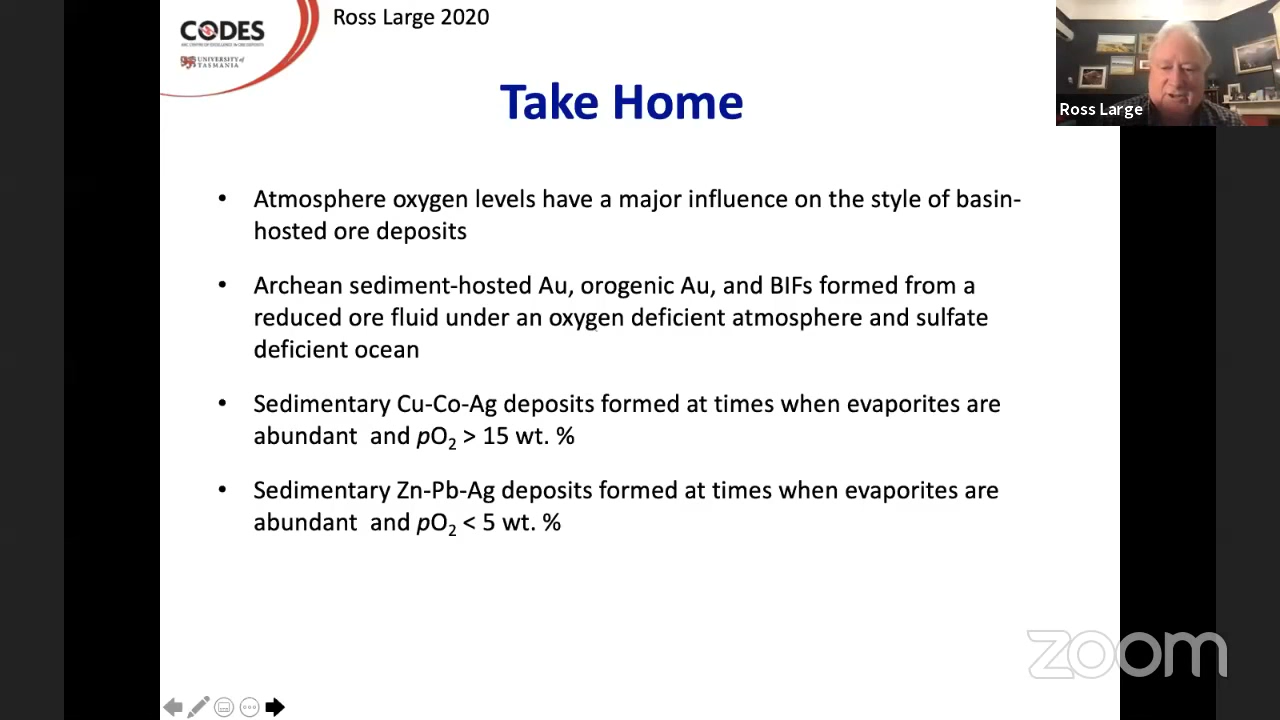 CODES
UNIVERSITY of
TASMANIA
Ross Large 2020
Ross Large
Take Home
• Atmosphere oxygen levels have a major influence on the style of basin-
hosted ore deposits
• Archean sediment-hosted Au, orogenic Au, and BIFs formed from a
reduced ore fluid under an oxygen deficient atmosphere and sulfate
deficient ocean
• Sedimentary Cu-Co-Ag deposits formed at times when evaporites are
abundant and pO₂ > 15 wt. %
• Sedimentary Zn-Pb-Ag deposits formed at times when evaporites are
abundant and pO₂ < 5 wt. %
zoom